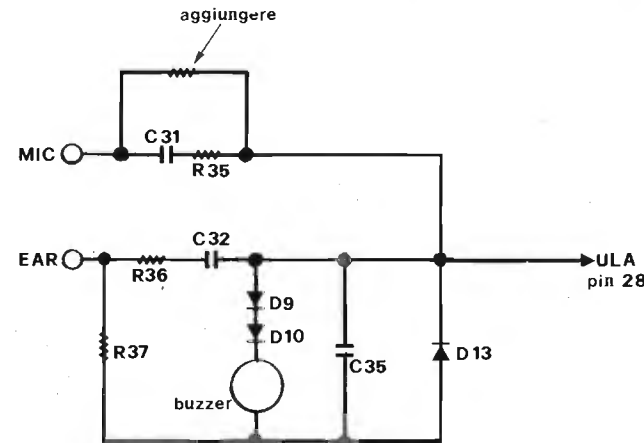 aggiungere
C31
MIC
R35
C32
EAR
ULA
R36
pin 28
D9
D10
R37
C35
D13
buzzer